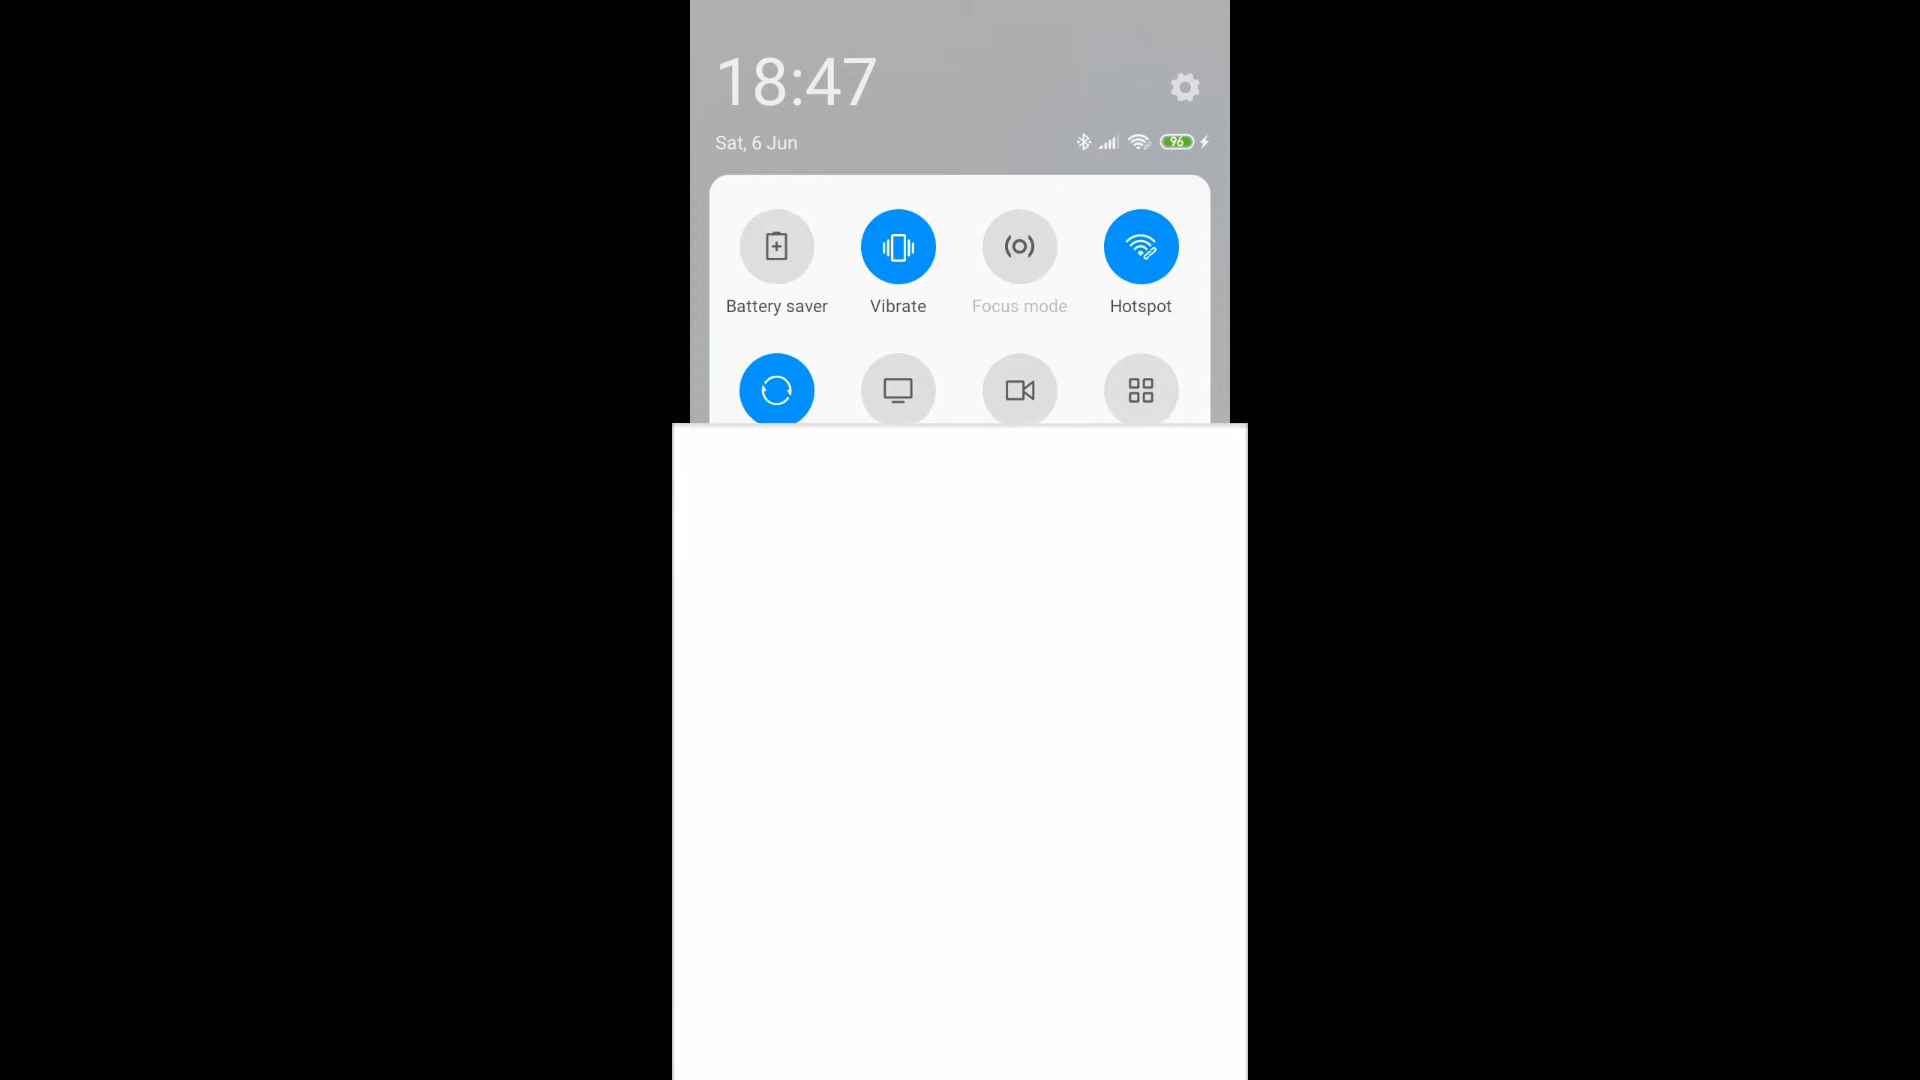 18:47
Sat, 6 Jun
96
Battery saver
Vibrate
Focus mode
Hotspot